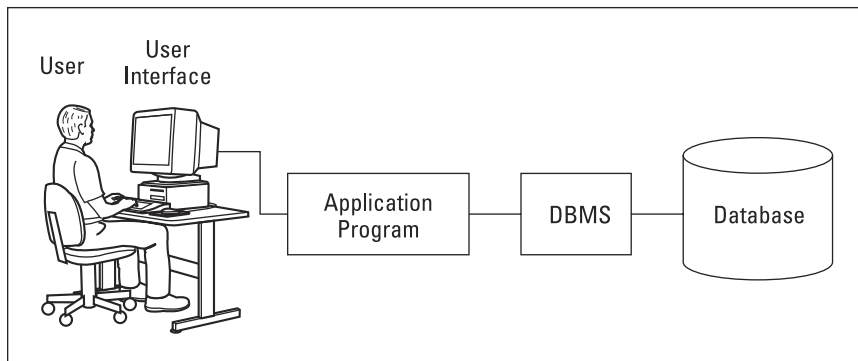 User
User
Interface
Application
Program
DBMS
Database